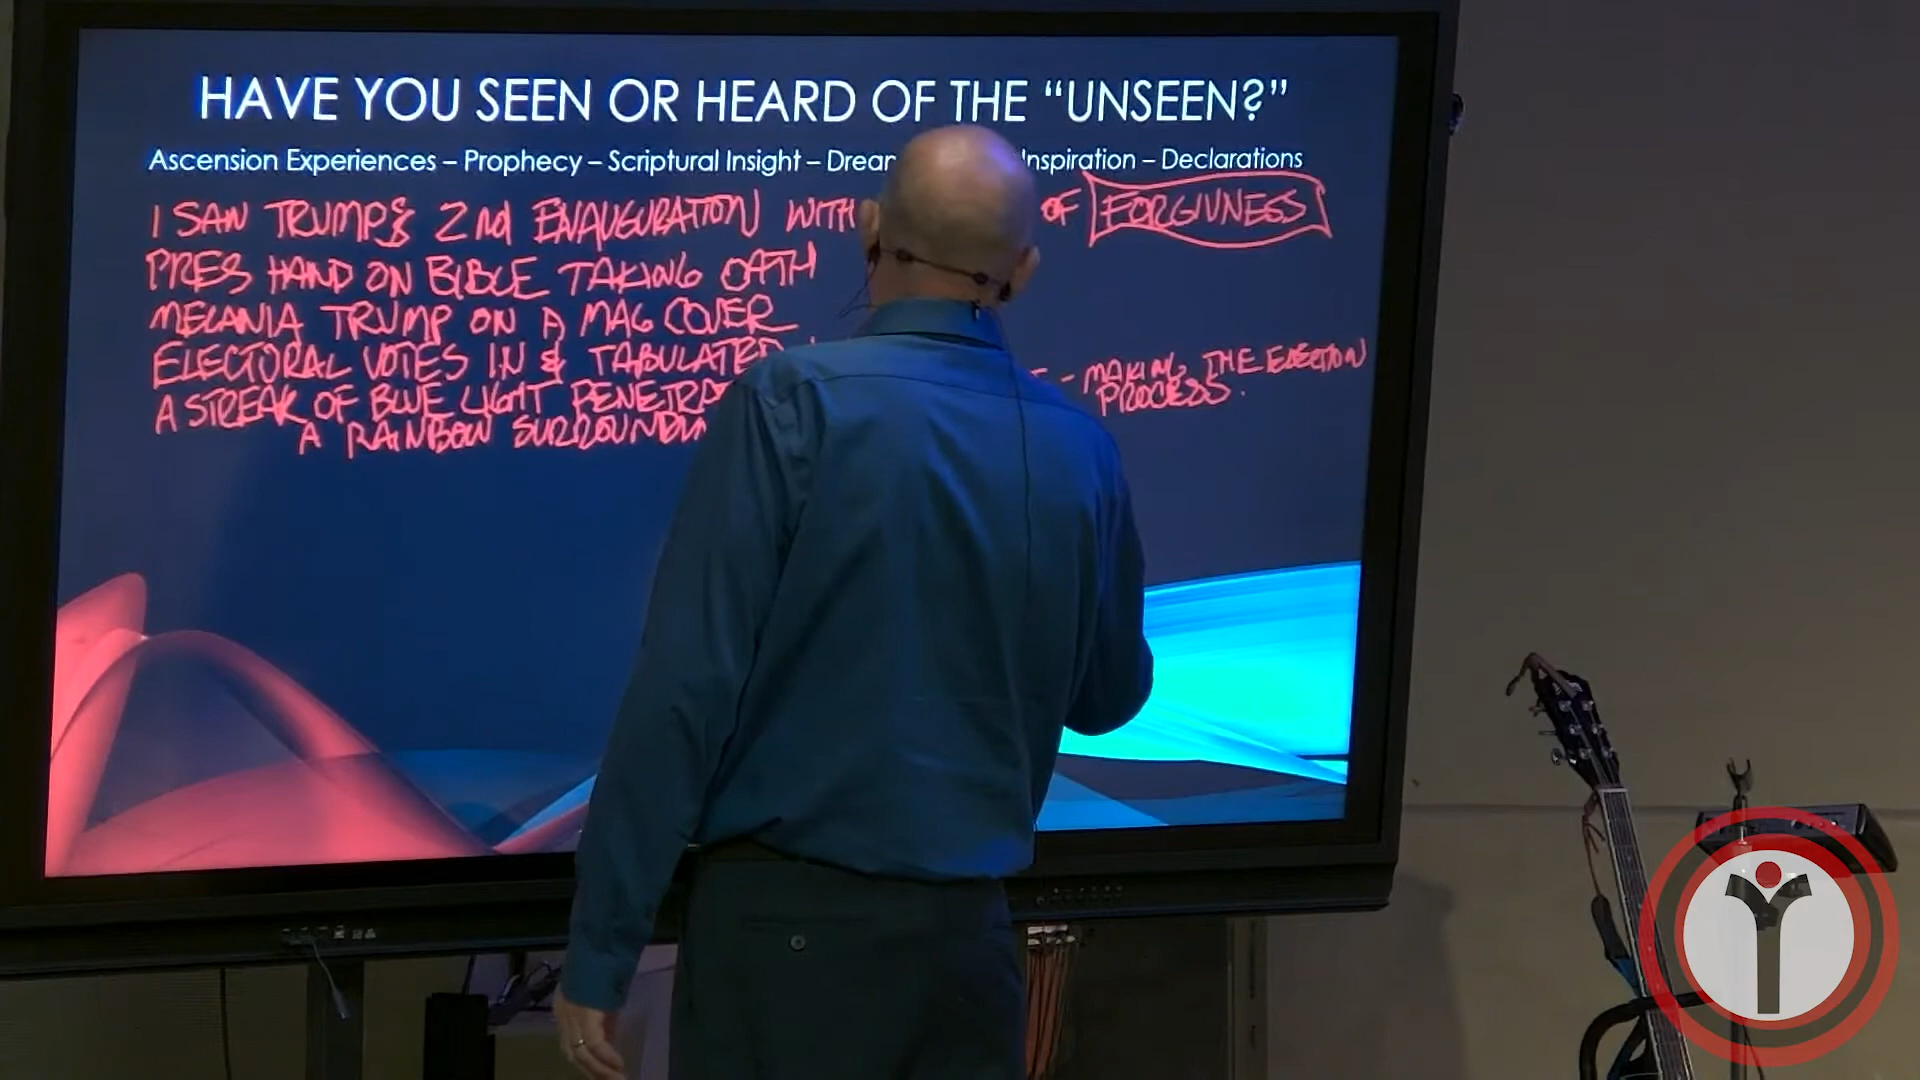 HAVE YOU SEEN OR HEARD OF THE “UNSEEN?”
Ascension Experiences – Prophecy – Scriptural Insight – Inspiration – Declarations
I SAW TRUMP'S 2nd ENAUGURATION WITH OF FORGIVNESS
PRES HAND ON BIBLE TAKING OATH
MELANIA TRUMP ON A MAG COVER
ELECTORAL VOTES IN & TABULATED - MAKING THE ELECTION
PROCESS.
A STREAK OF BLUE LIGHT
A RAINBOW